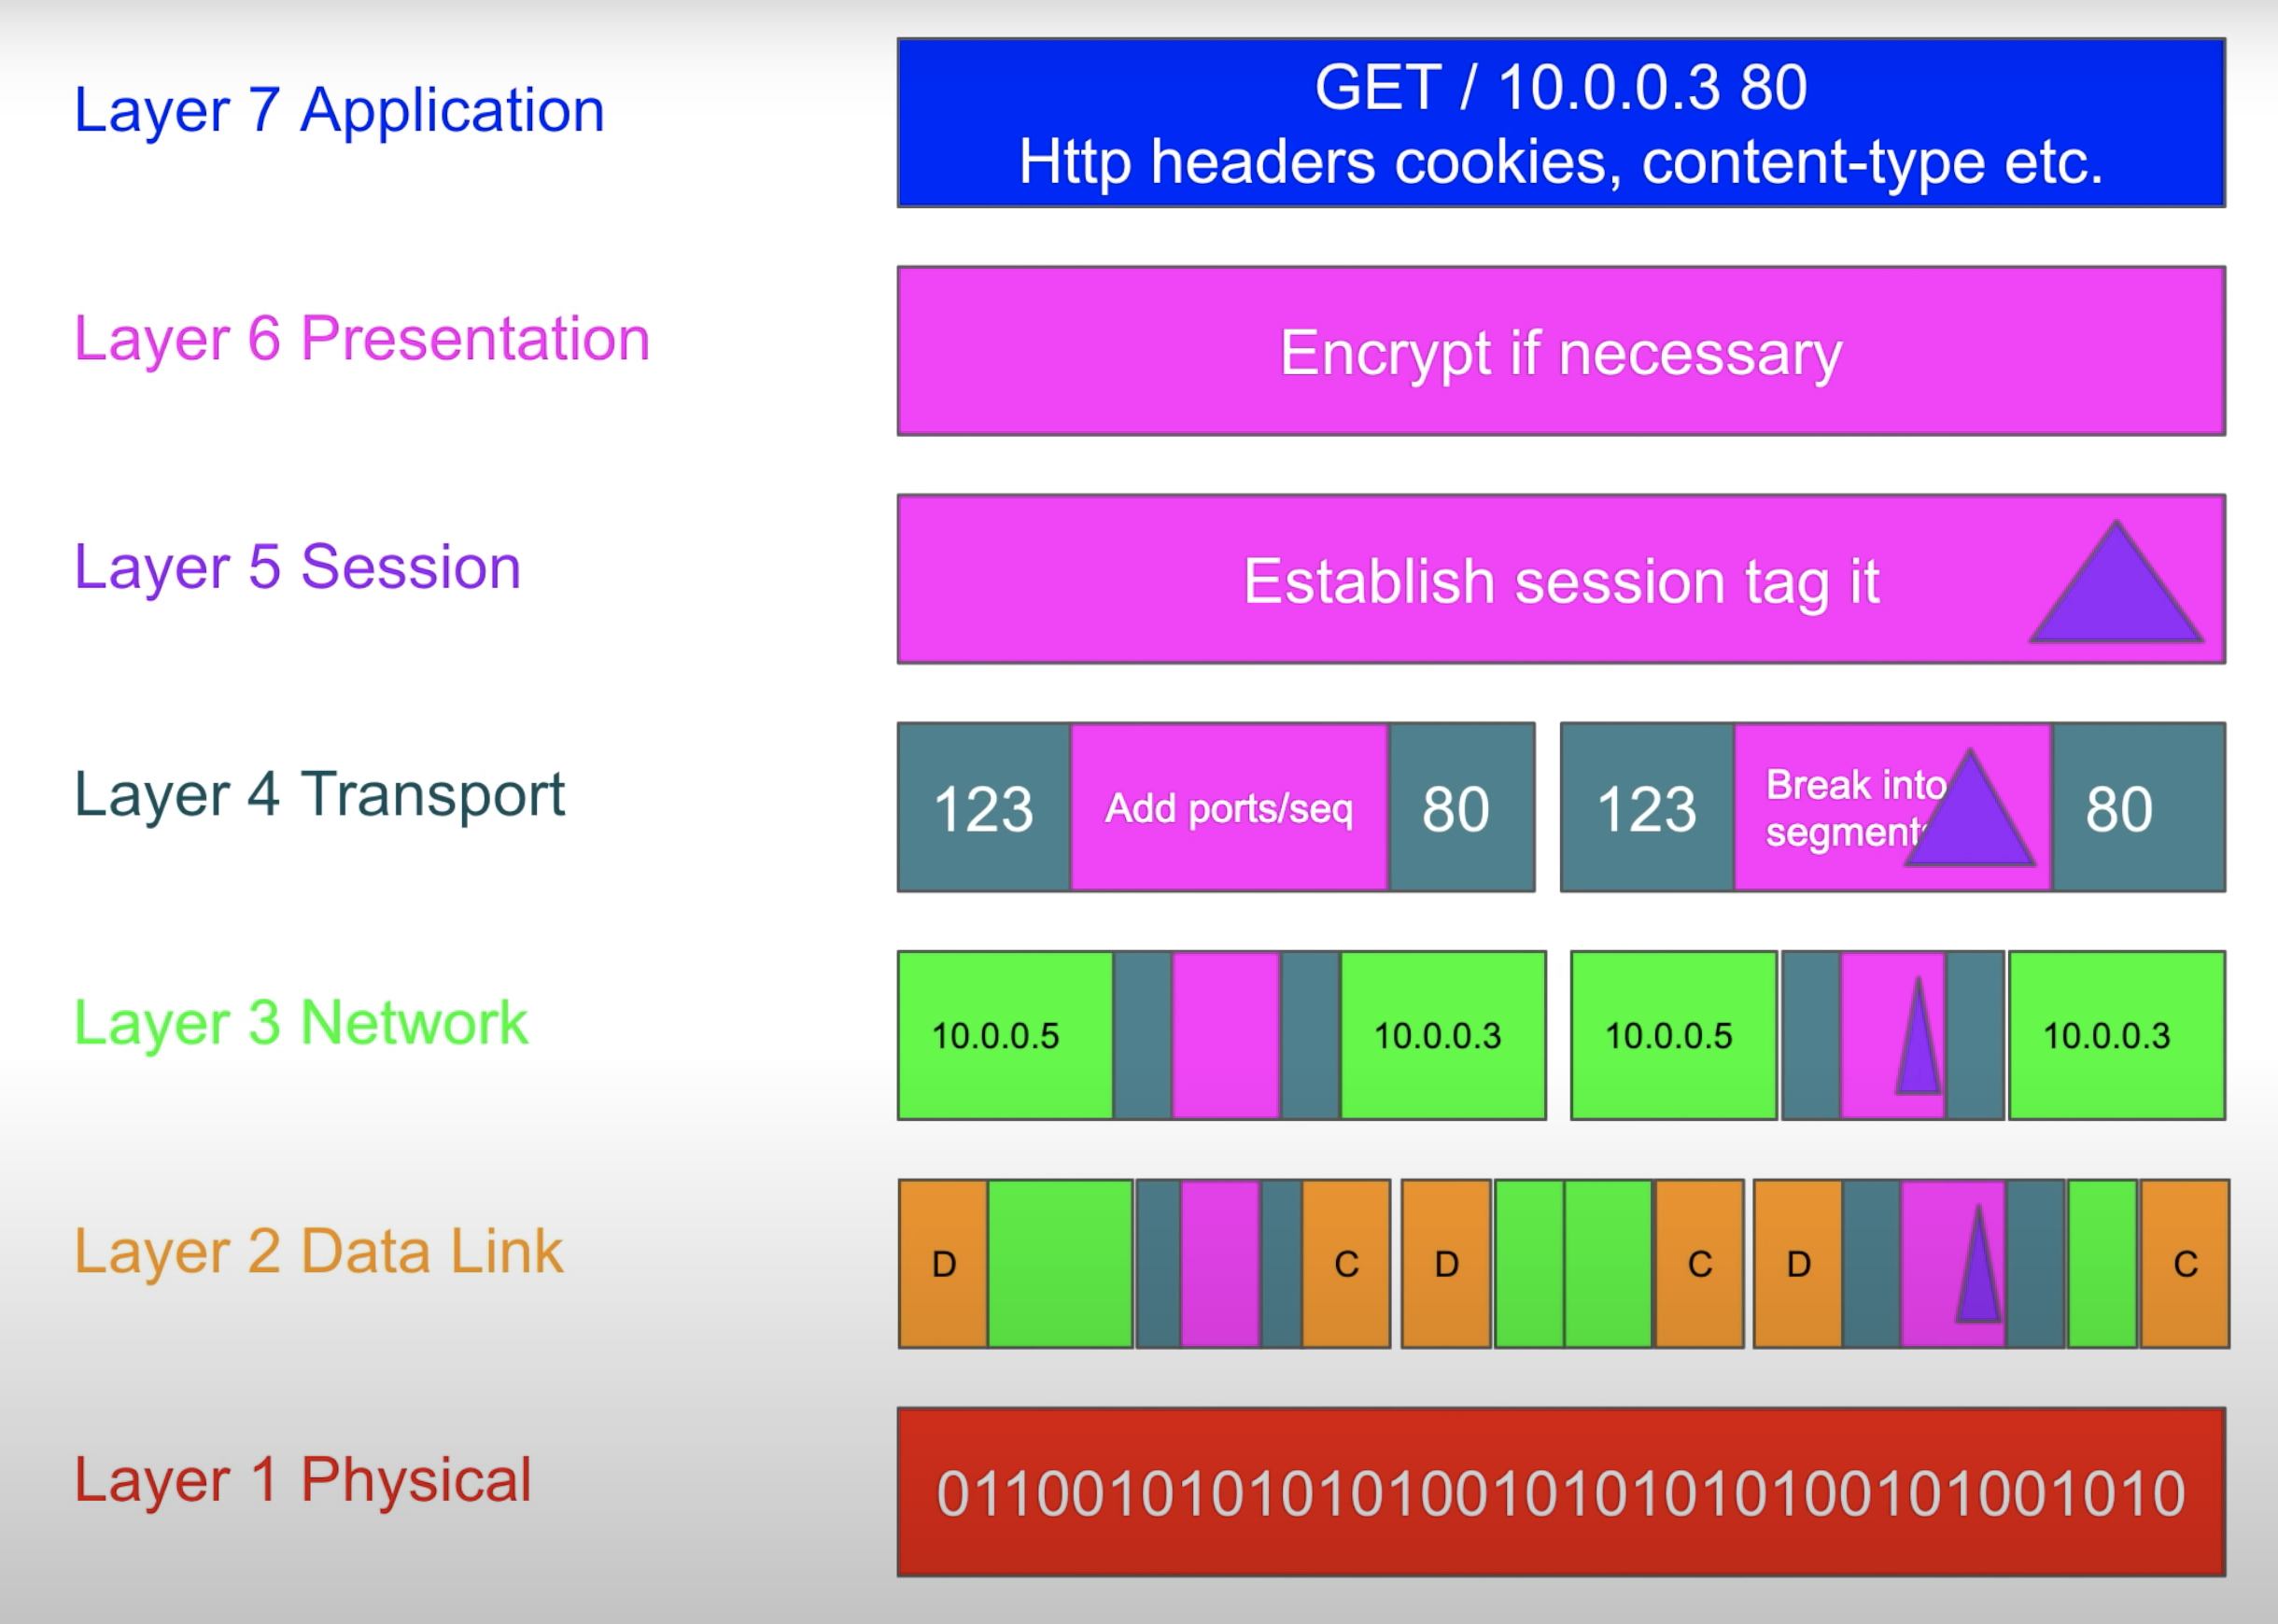 Layer 7 Application
GET / 10.0.0.3 80
Http headers cookies, content-type etc.
Layer 6 Presentation
Encrypt if necessary
Layer 5 Session
Establish session tag it
Layer 4 Transport
123 Add ports/seq 80 123 Break into 80
segments
Layer 3 Network
10.0.0.5 10.0.0.3 10.0.0.5 10.0.0.3
Layer 2 Data Link
D C D C D C
Layer 1 Physical
0110010101010100101010101001010010​10